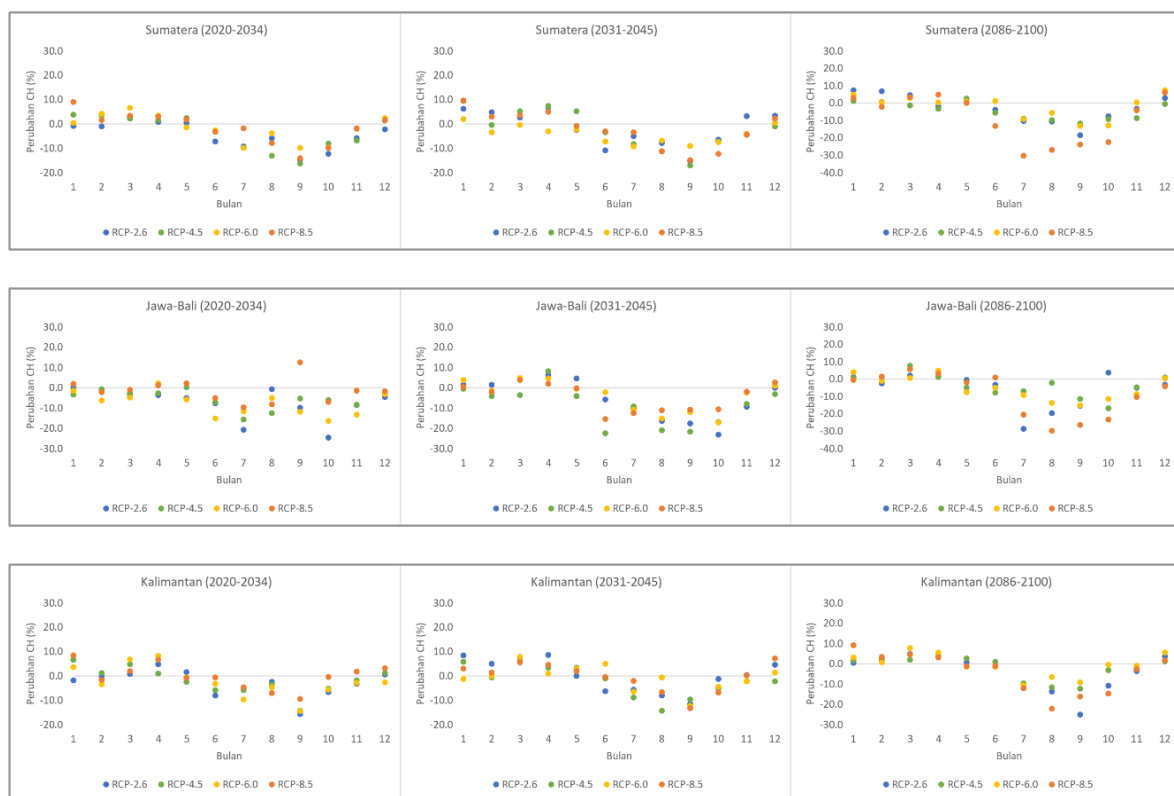 Sumatera (2020-2034)
Perubahan CH (%)
30.0
20.0
10.0
0.0
-10.0
-20.0
1 2 3 4 5 6 7 8 9 10 11 12
Bulan
RCP-2.6 RCP-4.5 RCP-6.0 RCP-8.5
Sumatera (2031-2045)
Perubahan CH (%)
30.0
20.0
10.0
0.0
-10.0
-20.0
1 2 3 4 5 6 7 8 9 10 11 12
Bulan
RCP-2.6 RCP-4.5 RCP-6.0 RCP-8.5
Sumatera (2086-2100)
Perubahan CH (%)
30.0
20.0
10.0
0.0
-10.0
-20.0
-30.0
-40.0
1 2 3 4 5 6 7 8 9 10 11 12
Bulan
RCP-2.6 RCP-4.5 RCP-6.0 RCP-8.5
Jawa-Bali (2020-2034)
Perubahan CH (%)
30.0
20.0
10.0
0.0
-10.0
-20.0
-30.0
1 2 3 4 5 6 7 8 9 10 11 12
Bulan
RCP-2.6 RCP-4.5 RCP-6.0 RCP-8.5
Jawa-Bali (2031-2045)
Perubahan CH (%)
30.0
20.0
10.0
0.0
-10.0
-20.0
-30.0
1 2 3 4 5 6 7 8 9 10 11 12
Bulan
RCP-2.6 RCP-4.5 RCP-6.0 RCP-8.5
Jawa-Bali (2086-2100)
Perubahan CH (%)
30.0
20.0
10.0
0.0
-10.0
-20.0
-30.0
-40.0
1 2 3 4 5 6 7 8 9 10 11 12
Bulan
RCP-2.6 RCP-4.5 RCP-6.0 RCP-8.5
Kalimantan (2020-2034)
Perubahan CH (%)
30.0
20.0
10.0
0.0
-10.0
-20.0
1 2 3 4 5 6 7 8 9 10 11 12
Bulan
RCP-2.6 RCP-4.5 RCP-6.0 RCP-8.5
Kalimantan (2031-2045)
Perubahan CH (%)
30.0
20.0
10.0
0.0
-10.0
-20.0
1 2 3 4 5 6 7 8 9 10 11 12
Bulan
RCP-2.6 RCP-4.5 RCP-6.0 RCP-8.5
Kalimantan (2086-2100)
Perubahan CH (%)
30.0
20.0
10.0
0.0
-10.0
-20.0
-30.0
1 2 3 4 5 6 7 8 9 10 11 12
Bulan
RCP-2.6 RCP-4.5 RCP-6.0 RCP-8.5